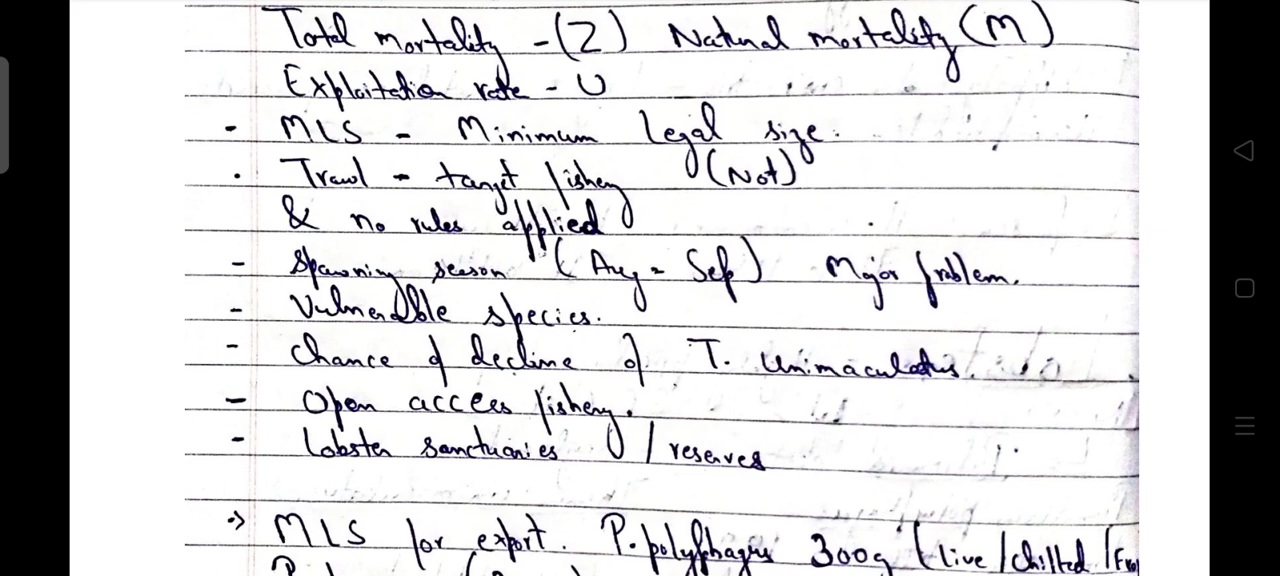 Total mortality - (Z) Natural mortality (M)
Exploitation rate - U
- MLS - Minimum legal size.
. Trawl - target fishery (Not)
& no rules applied
- Spawning season (Aug - Sep) Major problem.
- Vulnerable species.
- Chance of decline of T. Unimaculatus.
- Open access fishery.
- Lobster sanctuaries / reserves
=> MLS for export. P. polyphagus 300g (live/chilled/